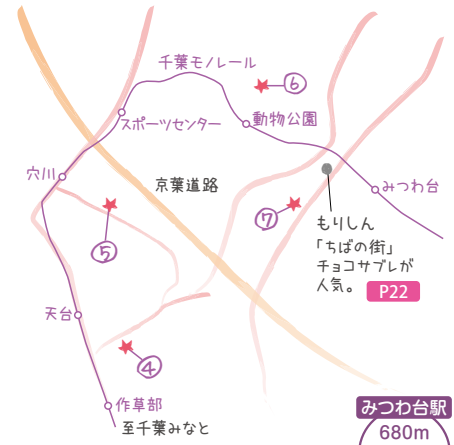 千葉モノレール
⑥
スポーツセンター
動物公園
穴川
京葉道路
みつわ台
⑦
もりしん
「ちばの街」
チョコサブレが
人気。
P22
⑤
天台
④
作草部
至千葉みなと
みつわ台駅
680m